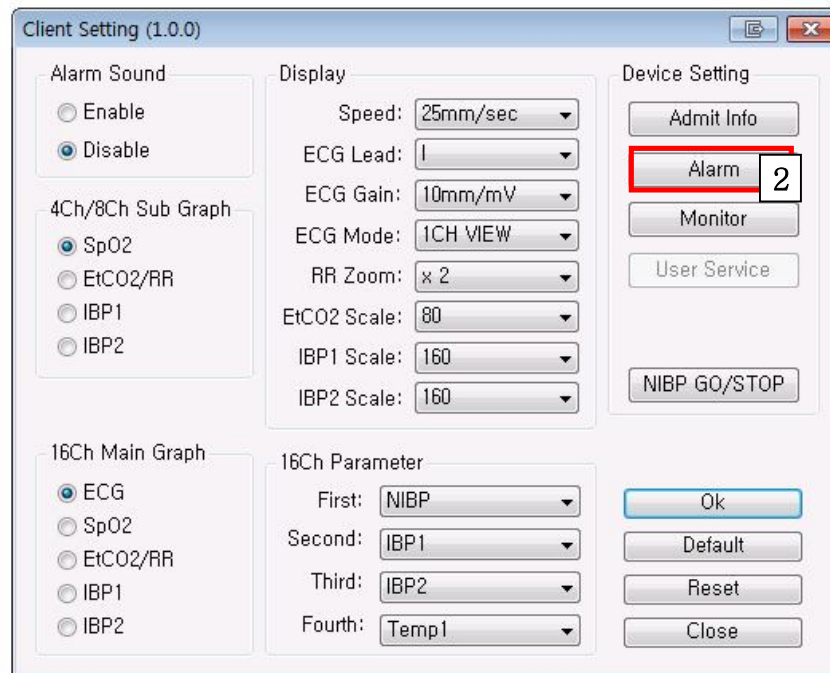 Client Setting (1.0.0)
Alarm Sound
Enable
Disable
4Ch/8Ch Sub Graph
SpO2
EtCO2/RR
IBP1
IBP2
16Ch Main Graph
ECG
SpO2
EtCO2/RR
IBP1
IBP2
Display
Speed: 25mm/sec
ECG Lead: I
ECG Gain: 10mm/mV
ECG Mode: 1CH VIEW
RR Zoom: x 2
EtCO2 Scale: 80
IBP1 Scale: 160
IBP2 Scale: 160
16Ch Parameter
First: NIBP
Second: IBP1
Third: IBP2
Fourth: Temp1
Device Setting
Admit Info
Alarm 2
Monitor
User Service
NIBP GO/STOP
Ok
Default
Reset
Close